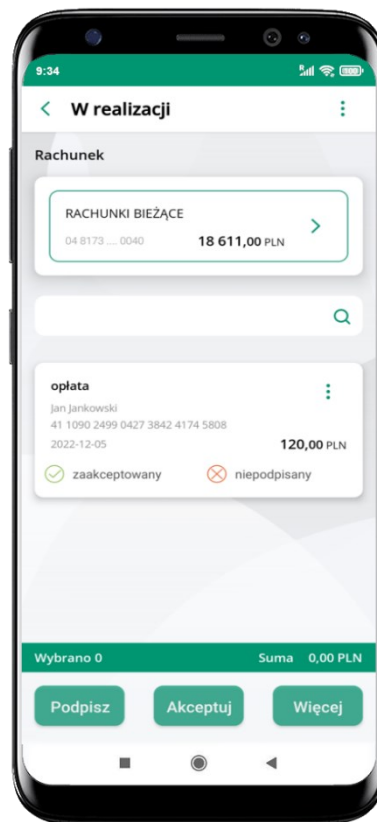 9:34
W realizacji
Rachunek
RACHUNKI BIEŻĄCE
04 8173 .... 0040 18 611,00 PLN
opłata
Jan Jankowski
41 1090 2499 0427 3842 4174 5808
2022-12-05 120,00 PLN
zaakceptowany niepodpisany
Wybrano 0 Suma 0,00 PLN
Podpisz Akceptuj Więcej